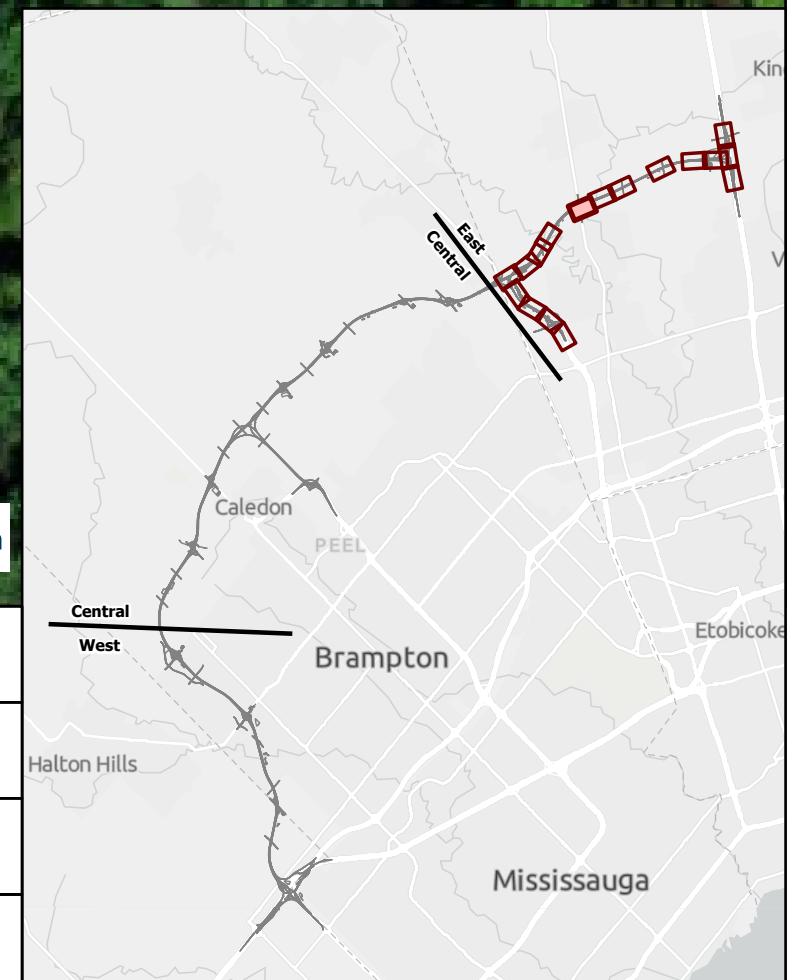 East
Central
Caledon
PEEL
Central
West
Brampton
Etobicoke
Halton Hills
Mississauga